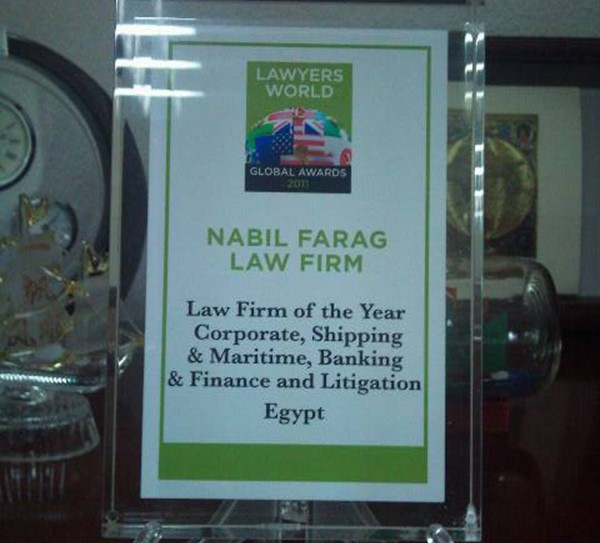 LAWYERS
WORLD
GLOBAL AWARDS
2011
NABIL FARAG
LAW FIRM
Law Firm of the Year
Corporate, Shipping
& Maritime, Banking
& Finance and Litigation
Egypt